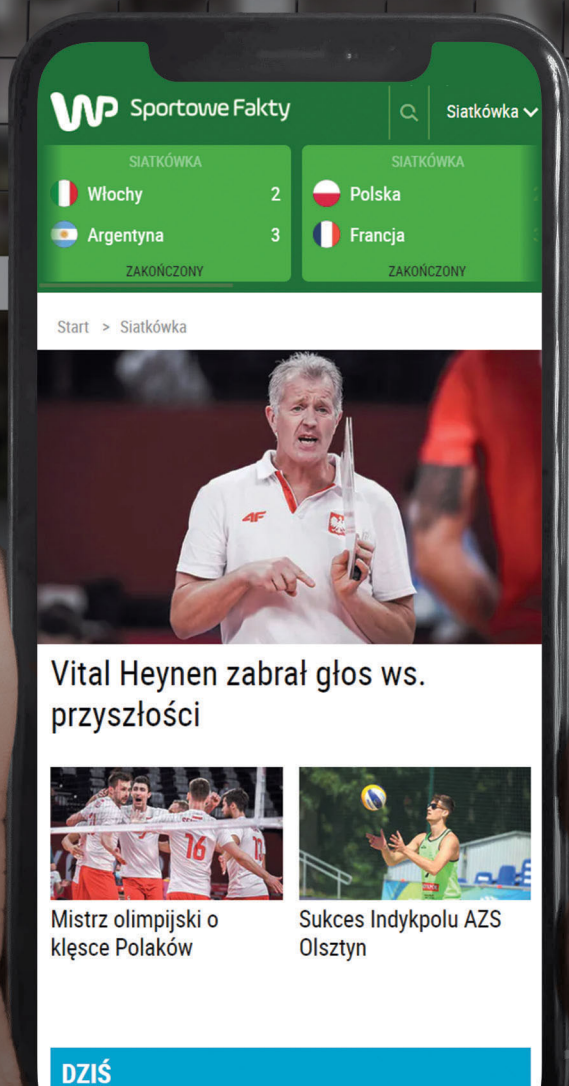 WP Sportowe Fakty
Siatkówka
SIATKÓWKA
Włochy 2
Argentyna 3
ZAKOŃCZONY
SIATKÓWKA
Polska
Francja
ZAKOŃCZONY
Start > Siatkówka
4F
Vital Heynen zabrał głos ws.
przyszłości
16
Mistrz olimpijski o
klęsce Polaków
Sukces Indykpolu AZS
Olsztyn
DZIŚ